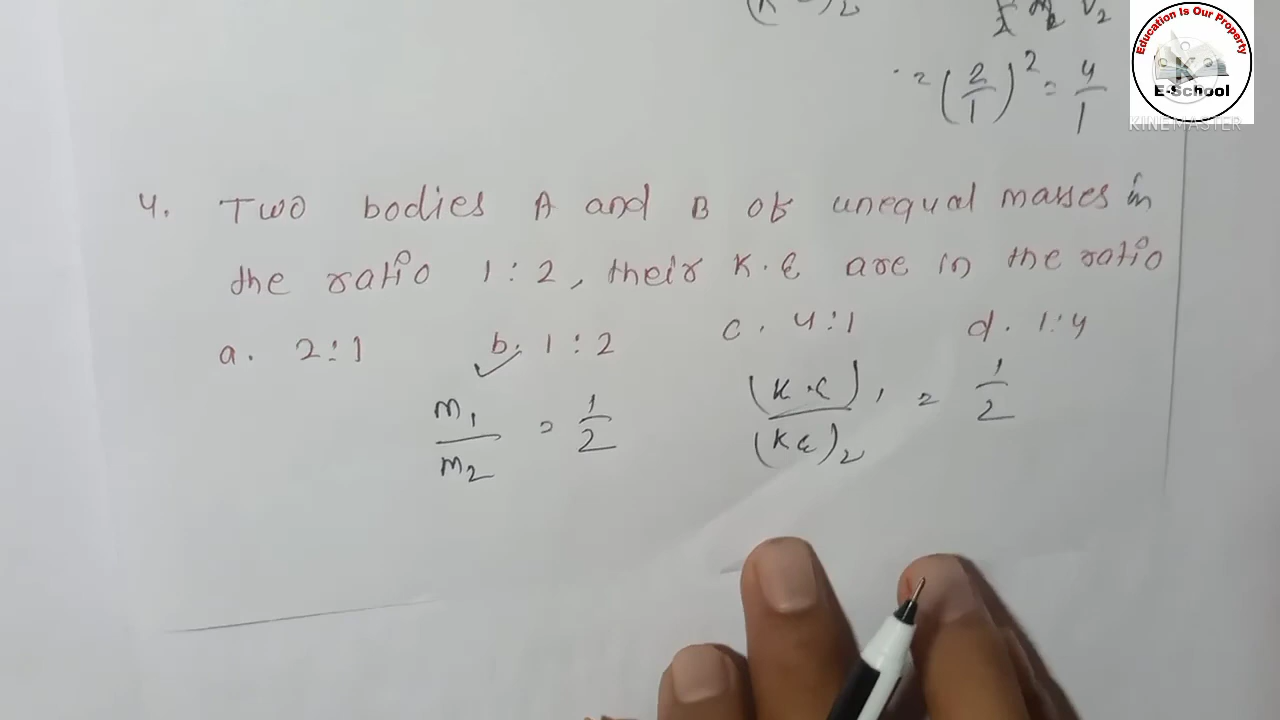 Education Is Our Property
K
E-School
KINEMASTER
V2
= (2/1)^2 = 4/1
4. Two bodies A and B of unequal masses in
the ratio 1 : 2, their K.E are in the ratio
a. 2:1 b. 1 : 2 c. 4:1 d. 1:4
m1/m2 = 1/2 (K.E)1/(KE)2 = 1/2